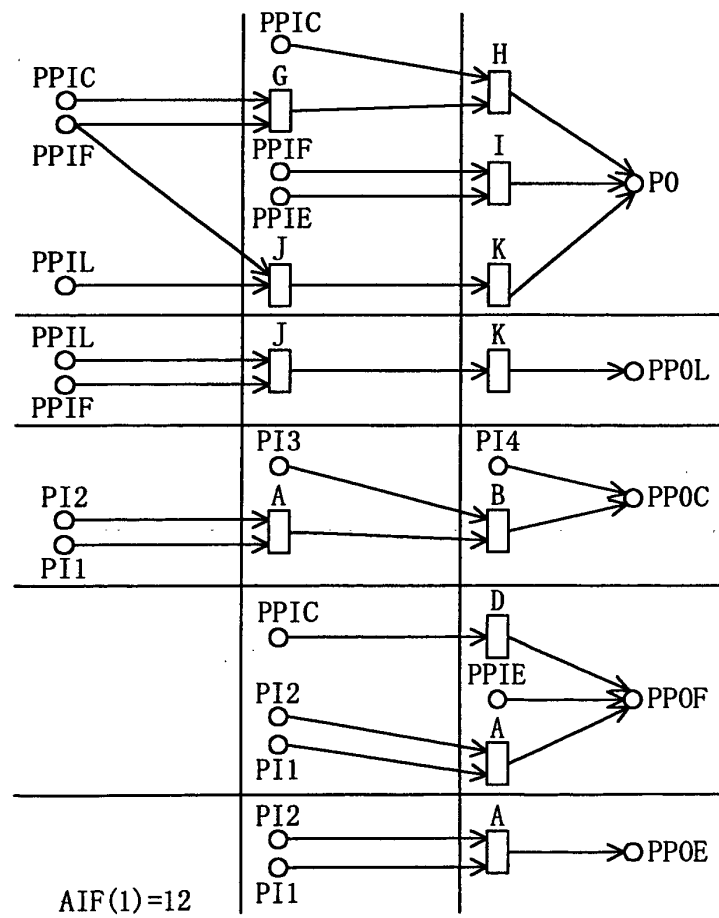 PPIC
H
PPIC
G
PPIF
PPIF
I
PO
PPIE
PPIL
J
K
PPIL
J
K
PPOL
PPIF
PI3
PI4
PI2
A
B
PPOC
PI1
PPIC
D
PPIE
PI2
A
PPOF
PI1
PI2
A
PPOE
PI1
AIF(1)=12